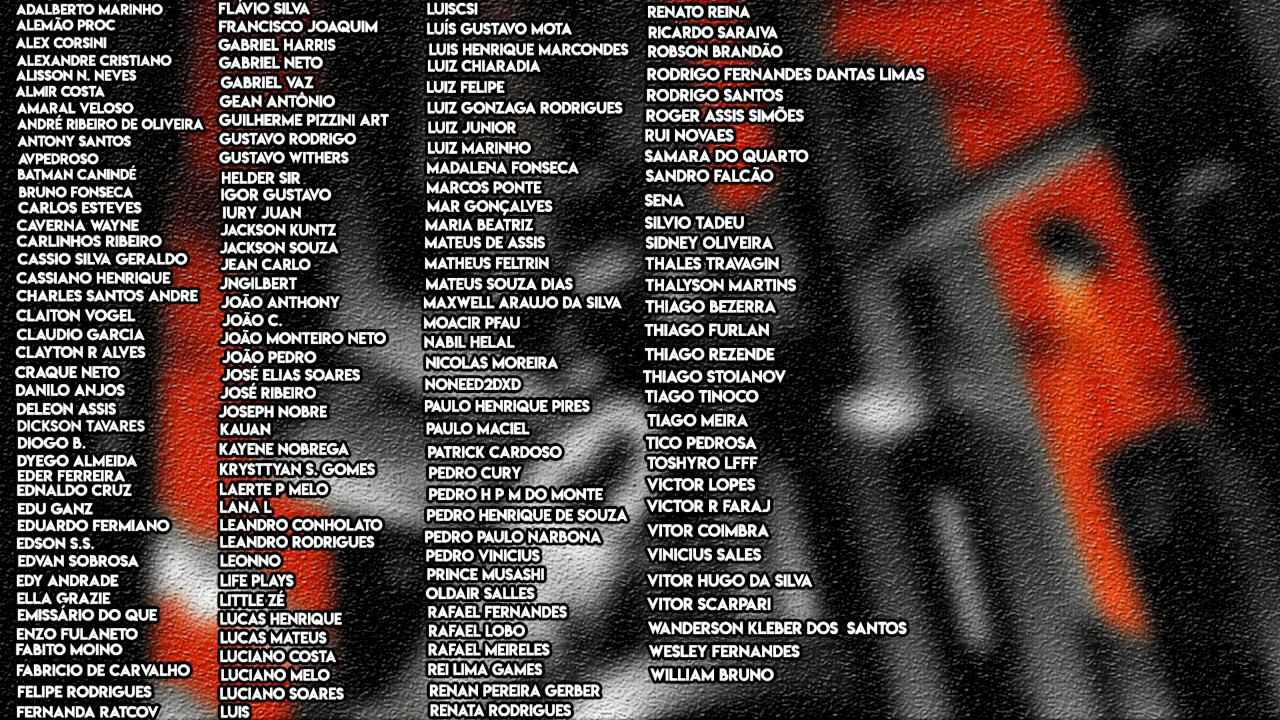 ADALBERTO MARINHO
ALEMÃO PROC
ALEX CORSINI
ALEXANDRE CRISTIANO
ALISSON N. NEVES
ALMIR COSTA
AMARAL VELOSO
ANDRÉ RIBEIRO DE OLIVEIRA
ANTONY SANTOS
AVPEDROSO
BATMAN CANINDÉ
BRUNO FONSECA
CARLOS ESTEVES
CAVERNA WAYNE
CARLINHOS RIBEIRO
CASSIO SILVA GERALDO
CASSIANO HENRIQUE
CHARLES SANTOS ANDRE
CLAITON VOGEL
CLAUDIO GARCIA
CLAYTON R ALVES
CRAQUE NETO
DANILO ANJOS
DELEON ASSIS
DICKSON TAVARES
DIOGO B.
DYEGO ALMEIDA
EDER FERREIRA
EDNALDO CRUZ
EDU GANZ
EDUARDO FERMIANO
EDSON S.S.
EDVAN SOBROSA
EDY ANDRADE
ELLA GRAZIE
EMISSÁRIO DO QUE
ENZO FULANETO
FABITO MOINO
FABRICIO DE CARVALHO
FELIPE RODRIGUES
FERNANDA RATCOV
FLÁVIO SILVA
FRANCISCO JOAQUIM
GABRIEL HARRIS
GABRIEL NETO
GABRIEL VAZ
GEAN ANTÔNIO
GUILHERME PIZZINI ART
GUSTAVO RODRIGO
GUSTAVO WITHERS
HELDER SIR
IGOR GUSTAVO
IURY JUAN
JACKSON KUNTZ
JACKSON SOUZA
JEAN CARLO
JNGILBERT
JOÃO ANTHONY
JOÃO C.
JOÃO MONTEIRO NETO
JOÃO PEDRO
JOSÉ ELIAS SOARES
JOSÉ RIBEIRO
JOSEPH NOBRE
KAUAN
KAYENE NOBREGA
KRYSTTYAN S. GOMES
LAERTE P MELO
LANA L
LEANDRO CONHOLATO
LEANDRO RODRIGUES
LEONNO
LIFE PLAYS
LITTLE ZÉ
LUCAS HENRIQUE
LUCAS MATEUS
LUCIANO COSTA
LUCIANO MELO
LUCIANO SOARES
LUIS
LUISCSI
LUÍS GUSTAVO MOTA
LUIS HENRIQUE MARCONDES
LUIZ CHIARADIA
LUIZ FELIPE
LUIZ GONZAGA RODRIGUES
LUIZ JUNIOR
LUIZ MARINHO
MADALENA FONSECA
MARCOS PONTE
MAR GONÇALVES
MARIA BEATRIZ
MATEUS DE ASSIS
MATHEUS FELTRIN
MATEUS SOUZA DIAS
MAXWELL ARAUJO DA SILVA
MOACIR PFAU
NABIL HELAL
NICOLAS MOREIRA
NONEED2DXD
PAULO HENRIQUE PIRES
PAULO MACIEL
PATRICK CARDOSO
PEDRO CURY
PEDRO H P M DO MONTE
PEDRO HENRIQUE DE SOUZA
PEDRO PAULO NARBONA
PEDRO VINICIUS
PRINCE MUSASHI
OLDAIR SALLES
RAFAEL FERNANDES
RAFAEL LOBO
RAFAEL MEIRELES
REI LIMA GAMES
RENAN PEREIRA GERBER
RENATA RODRIGUES
RENATO REINA
RICARDO SARAIVA
ROBSON BRANDÃO
RODRIGO FERNANDES DANTAS LIMAS
RODRIGO SANTOS
ROGER ASSIS SIMÕES
RUI NOVAES
SAMARA DO QUARTO
SANDRO FALCÃO
SENA
SILVIO TADEU
SIDNEY OLIVEIRA
THALES TRAVAGIN
THALYSON MARTINS
THIAGO BEZERRA
THIAGO FURLAN
THIAGO REZENDE
THIAGO STOIANOV
TIAGO TINOCO
TIAGO MEIRA
TICO PEDROSA
TOSHYRO LFFF
VICTOR LOPES
VICTOR R FARAJ
VITOR COIMBRA
VINICIUS SALES
VITOR HUGO DA SILVA
VITOR SCARPARI
WANDERSON KLEBER DOS  SANTOS
WESLEY FERNANDES
WILLIAM BRUNO